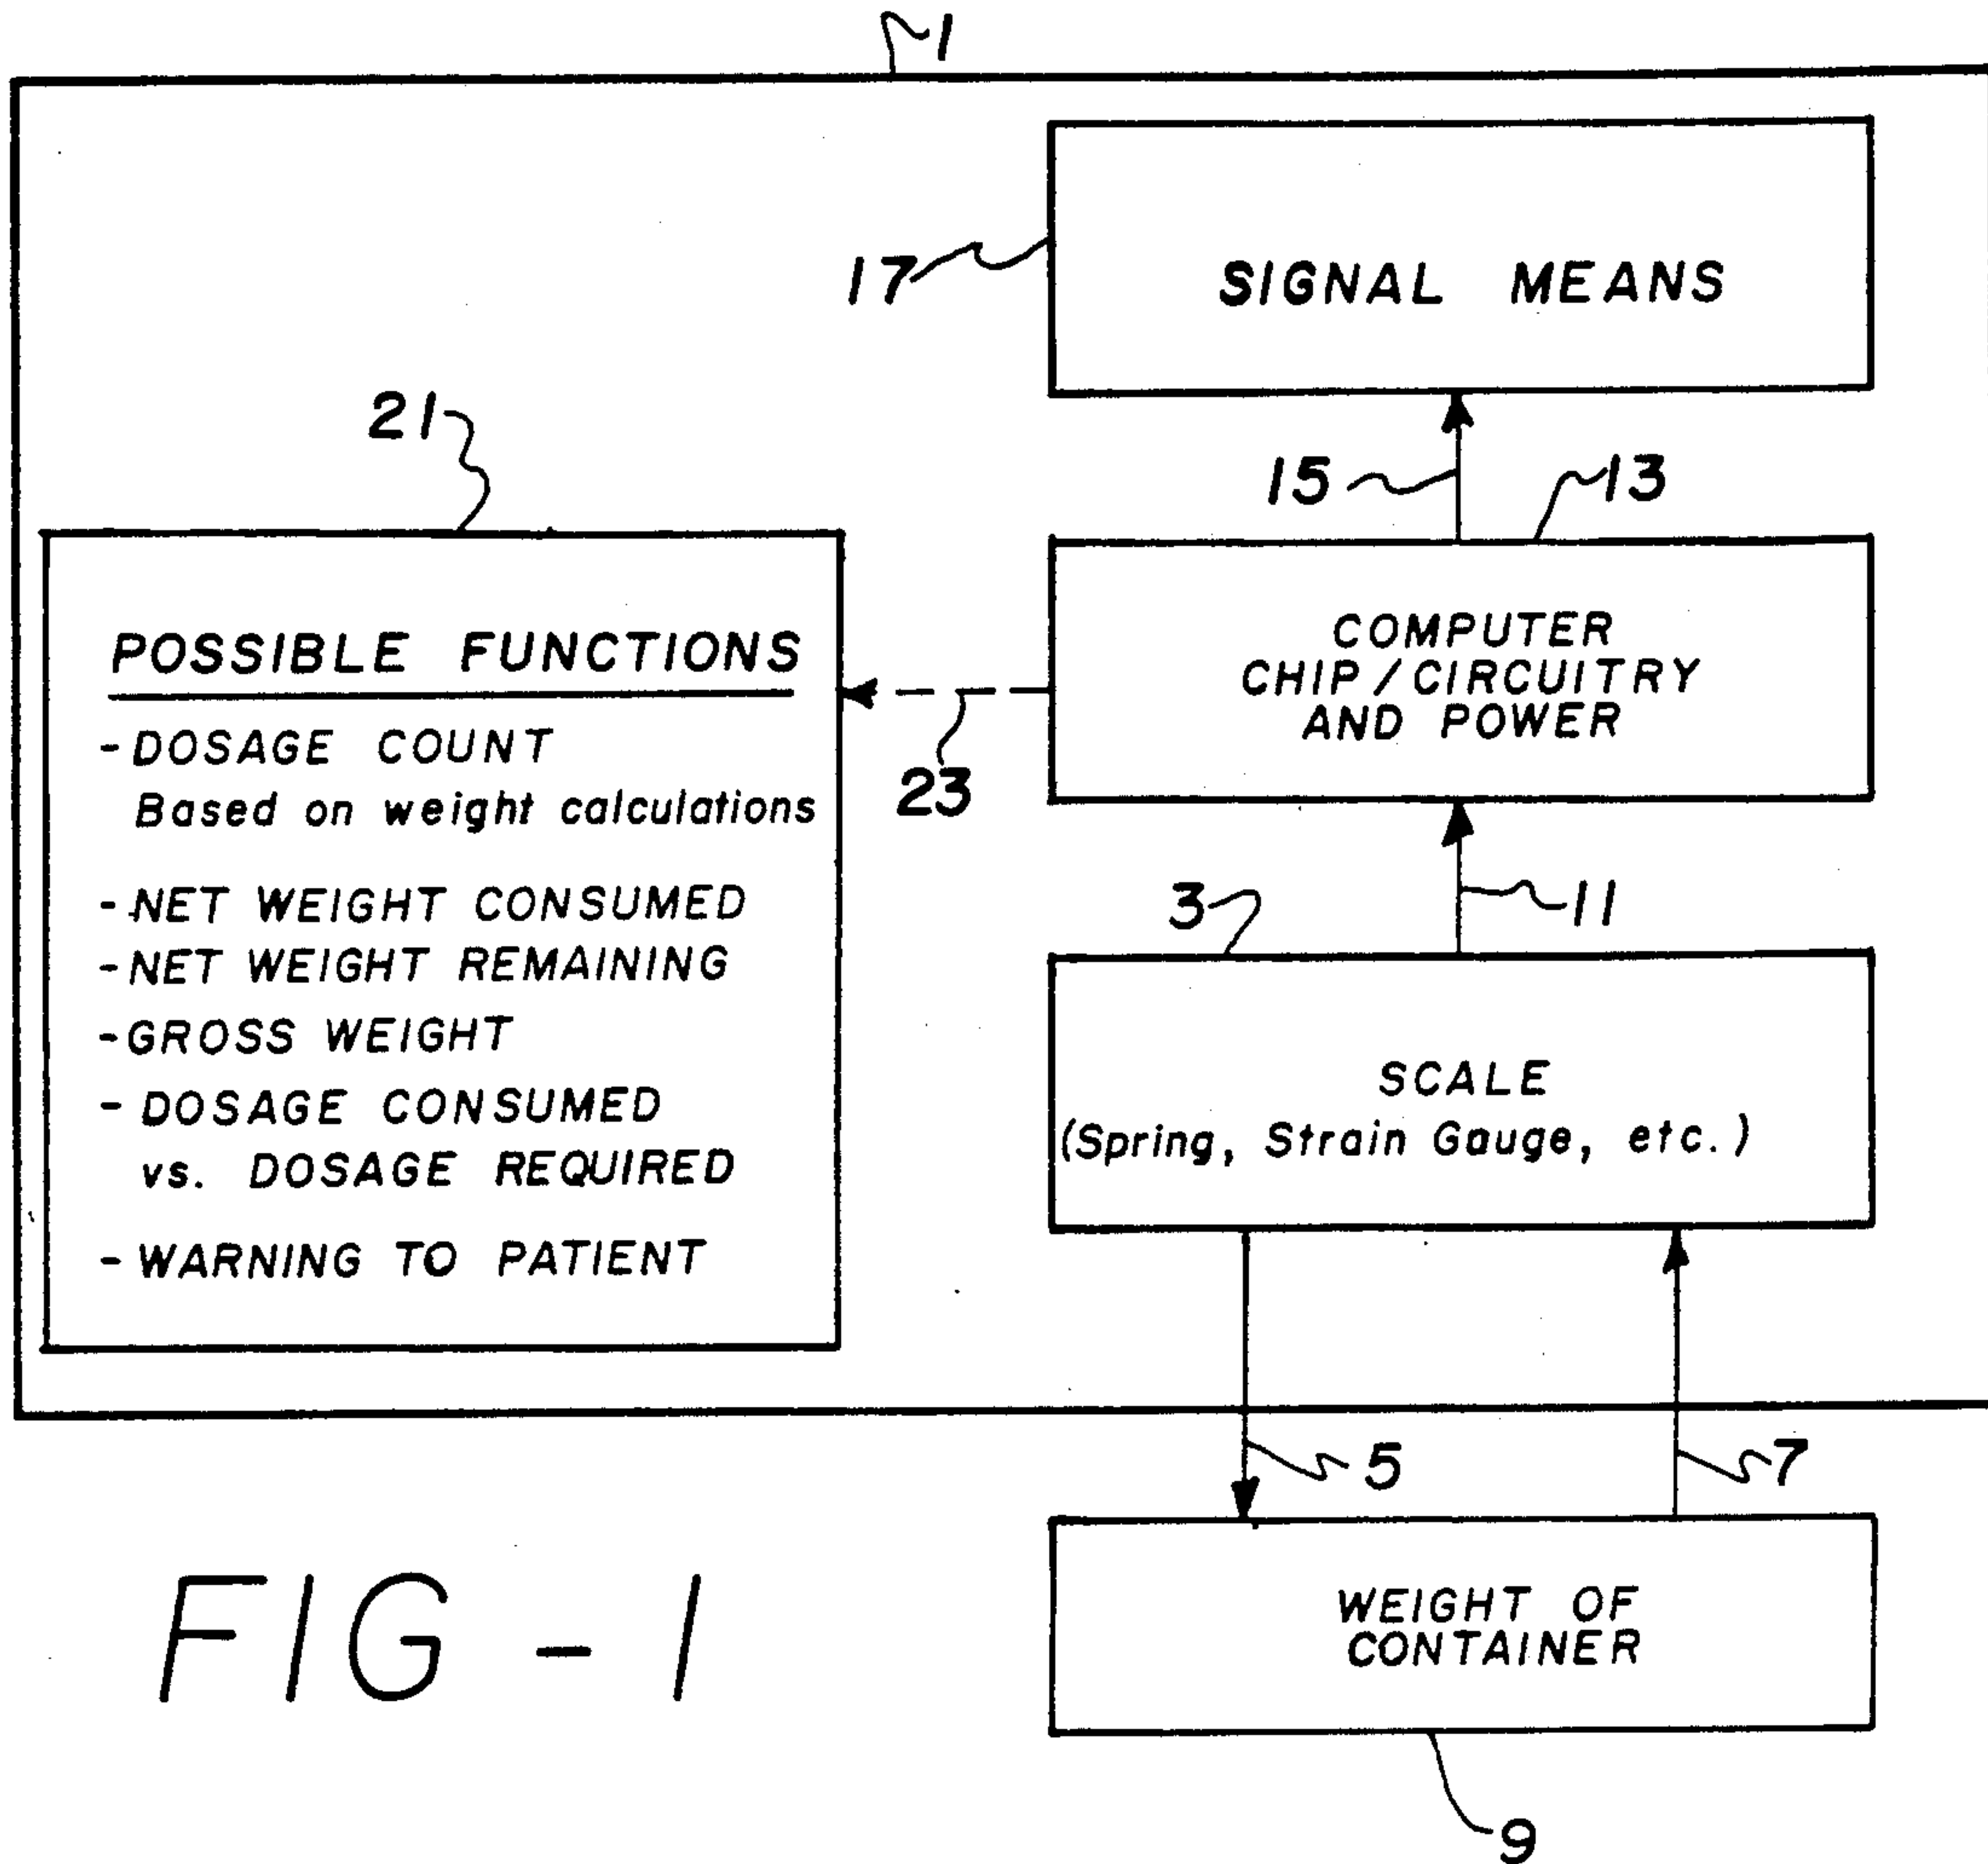 1
SIGNAL MEANS
17
21
15
13
POSSIBLE FUNCTIONS
- DOSAGE COUNT
Based on weight calculations
- NET WEIGHT CONSUMED
- NET WEIGHT REMAINING
- GROSS WEIGHT
- DOSAGE CONSUMED
vs. DOSAGE REQUIRED
- WARNING TO PATIENT
COMPUTER
CHIP / CIRCUITRY
AND POWER
23
3
11
SCALE
(Spring, Strain Gauge, etc.)
5
7
WEIGHT OF
CONTAINER
9
FIG - 1